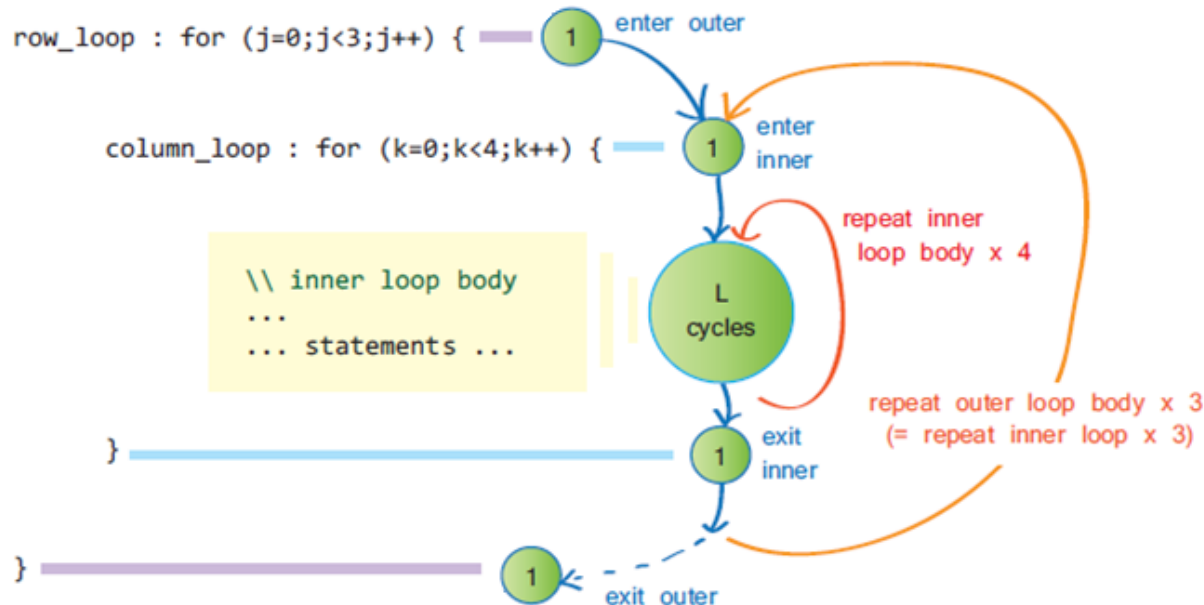 row_loop : for (j=0;j<3;j++) {
1
enter outer
column_loop : for (k=0;k<4;k++) {
1
enter
inner
repeat inner
loop body x 4
\\ inner loop body
...
... statements ...
L
cycles
repeat outer loop body x 3
(= repeat inner loop x 3)
}
1
exit
inner
}
1
exit outer